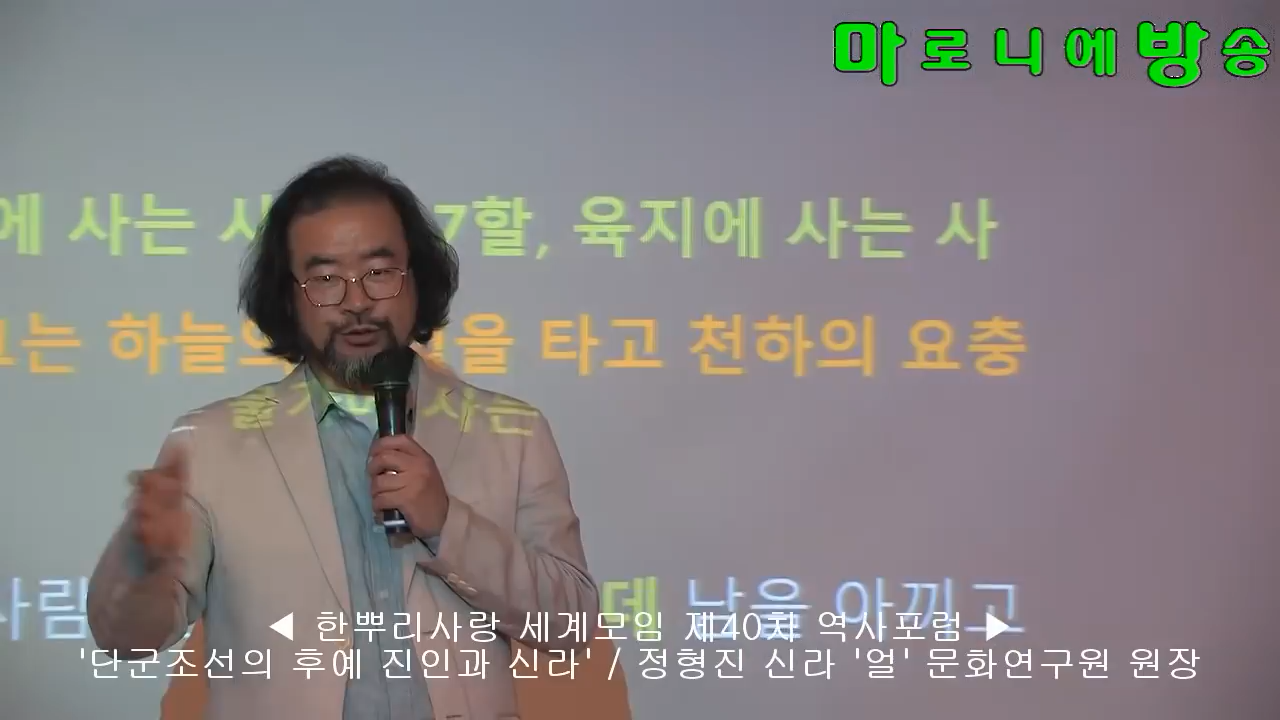 마로니에방송
에 사는 7할, 육지에 사는 사
하늘의 타고 천하의 요충
사는
사람 데 남을 아끼고
◀ 한뿌리사랑 세계모임 제40차 역사포럼 ▶
'단군조선의 후예 진인과 신라' / 정형진 신라 '얼' 문화연구원 원장